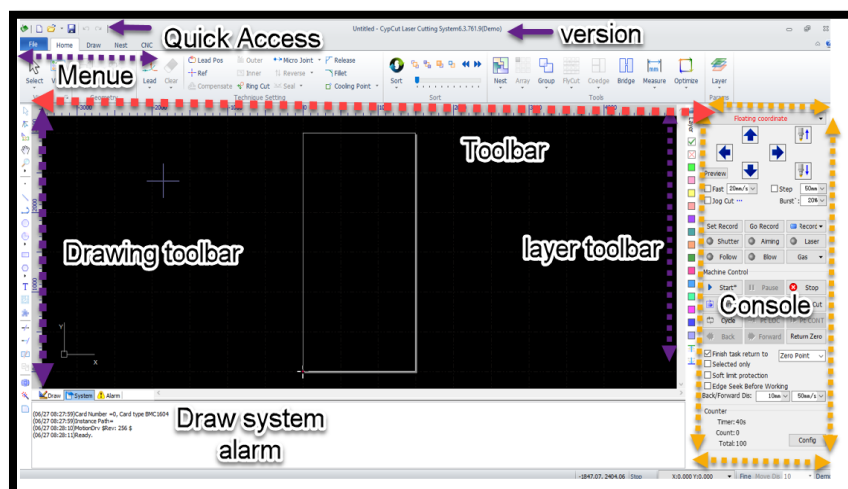 Untitled - CypCut Laser Cutting System6.3.761.9(Demo)
Quick Access
version
File Home Draw Nest CNC
Menue
Select
Geometry
Lead
Clear
Lead Pos Outer Micro Joint Release
Ref Inner Reverse Fillet
Compensate Ring Cut Seal Cooling Point
Technique Setting
Sort
Sort
Nest Array Group FlyCut Coedge Bridge Measure Optimize
Tools
Layer
Params
Toolbar
Drawing toolbar
layer toolbar
Layer
Y
X
Floating coordinate
Preview
Fast 20mm/s Step 50mm
Jog Cut ... Burst : 20%
Set Record Go Record Record
Shutter Aiming Laser
Follow Blow Gas
Machine Control
Start* Pause Stop
Cut
Console
Cycle
Back Forward Return Zero
Finish task return to Zero Point
Selected only
Soft limit protection
Edge Seek Before Working
Back/Forward Dis: 10mm 50mm/s
Counter
Timer: 40s
Count: 0
Total: 100
Config
Draw System Alarm
(06/27 08:27:59)Card Number =0, Card type BMC1604
(06/27 08:27:59)Instance Path=
(06/27 08:28:10)MotionDrv $Rev: 256 $
(06/27 08:28:11)Ready.
Draw system
alarm
-1847.07, 2404.06 Stop X:0.000 Y:0.000 Fine Move Dis 10 Demo